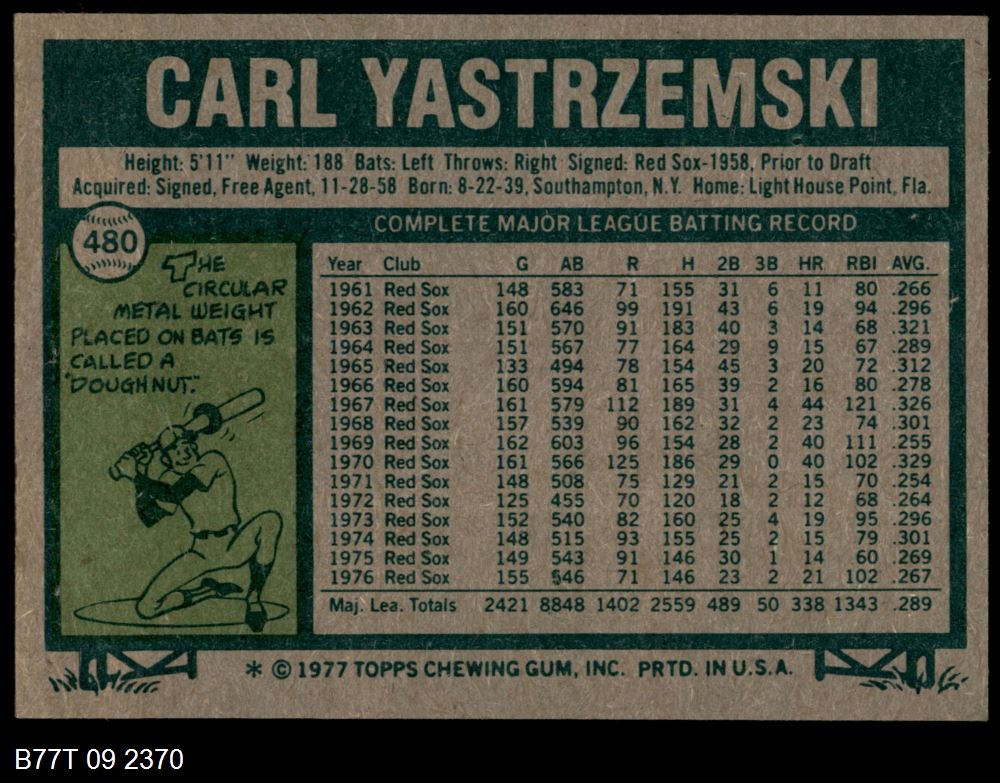 CARL YASTRZEMSKI
Height: 5'11" Weight: 188 Bats: Left Throws: Right Signed: Red Sox-1958, Prior to Draft
Acquired: Signed, Free Agent, 11-28-58 Born: 8-22-39, Southampton, N.Y. Home: Light House Point, Fla.
480
THE
CIRCULAR
METAL WEIGHT
PLACED ON BATS IS
CALLED A
"DOUGHNUT."
COMPLETE MAJOR LEAGUE BATTING RECORD
Year Club G AB R H 2B 3B HR RBI AVG.
1961 Red Sox 148 583 71 155 31 6 11 80 .266
1962 Red Sox 160 646 99 191 43 6 19 94 .296
1963 Red Sox 151 570 91 183 40 3 14 68 .321
1964 Red Sox 151 567 77 164 29 9 15 67 .289
1965 Red Sox 133 494 78 154 45 3 20 72 .312
1966 Red Sox 160 594 81 165 39 2 16 80 .278
1967 Red Sox 161 579 112 189 31 4 44 121 .326
1968 Red Sox 157 539 90 162 32 2 23 74 .301
1969 Red Sox 162 603 96 154 28 2 40 111 .255
1970 Red Sox 161 566 125 186 29 0 40 102 .329
1971 Red Sox 148 508 75 129 21 2 15 70 .254
1972 Red Sox 125 455 70 120 18 2 12 68 .264
1973 Red Sox 152 540 82 160 25 4 19 95 .296
1974 Red Sox 148 515 93 155 25 2 15 79 .301
1975 Red Sox 149 543 91 146 30 1 14 60 .269
1976 Red Sox 155 546 71 146 23 2 21 102 .267
Maj. Lea. Totals 2421 8848 1402 2559 489 50 338 1343 .289
* © 1977 TOPPS CHEWING GUM, INC. PRTD. IN U.S.A.
B77T 09 2370